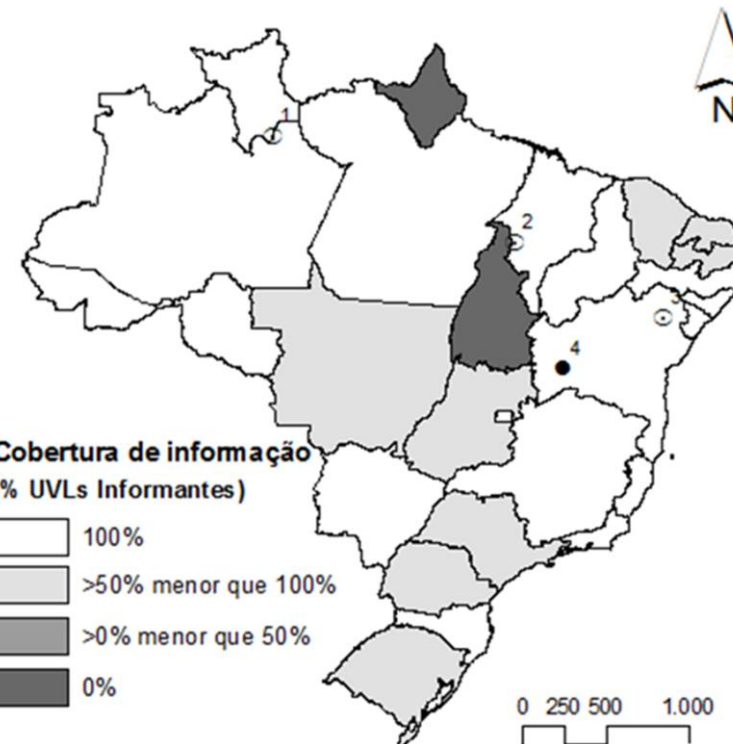 N
1
2
3
4
Cobertura de informação
% UVLs Informantes)
100%
>50% menor que 100%
>0% menor que 50%
0%
0 250 500 1.000